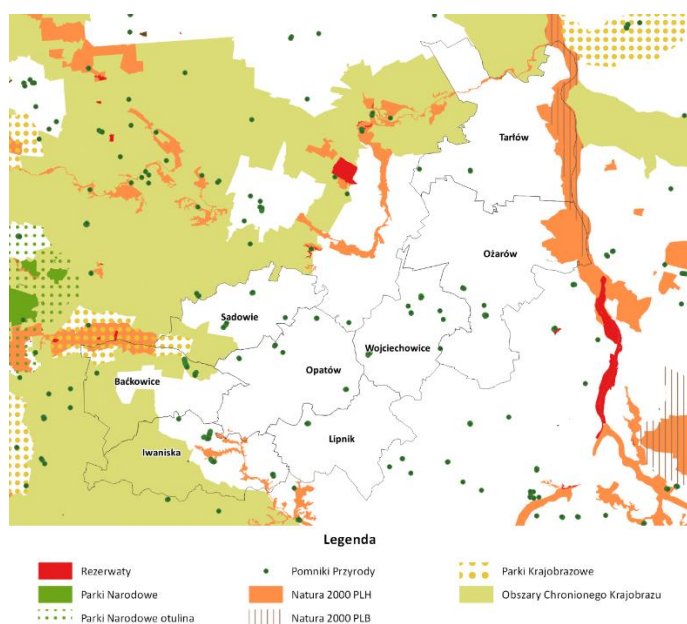 Tarłów
Ożarów
Sadowie
Wojciechowice
Opatów
Baćkowice
Lipnik
Iwaniska
Legenda
Rezerwaty
Pomniki Przyrody
Parki Krajobrazowe
Parki Narodowe
Natura 2000 PLH
Obszary Chronionego Krajobrazu
Parki Narodowe otulina
Natura 2000 PLB